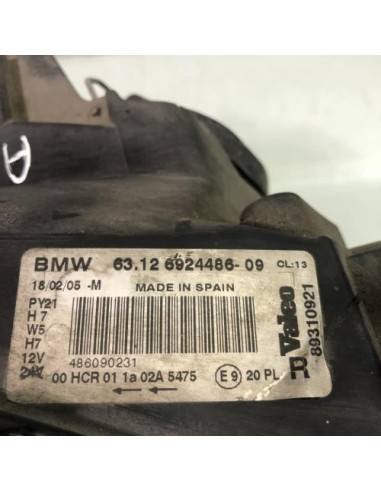 A
BMW 63.12 6924486-09 CL:13
18/02/05 -M MADE IN SPAIN
PY21
H7
W5
H7
12V 486090231
24V 00 HCR 01 1a 02A 5475 E9 20 PL
Valeo
89310921